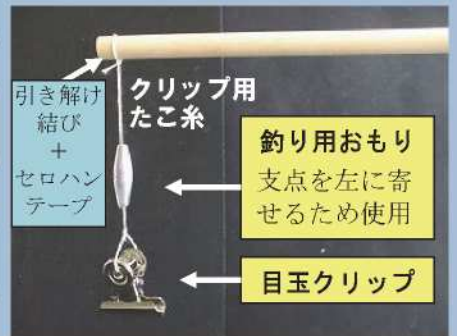 引き解け
結び
+
セロハン
テープ
クリップ用
たこ糸
釣り用おもり
支点を左に寄
せるため使用
目玉クリップ